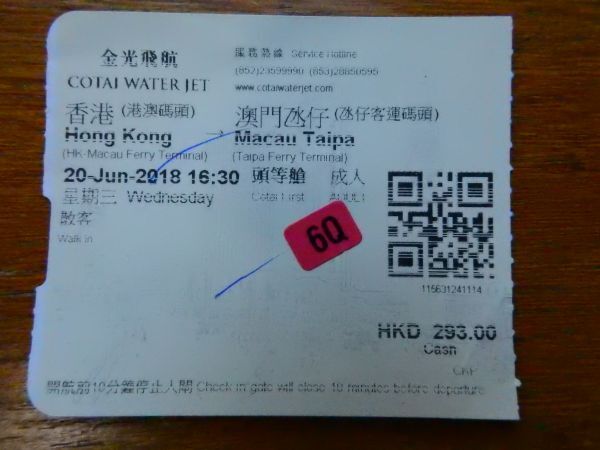 金光飛航
COTAI WATER JET
服務熱線 Service Hotline
(852)23599990 (853)28850595
www.cotaiwaterjet.com
香港 (港澳碼頭)
Hong Kong
(HK-Macau Ferry Terminal)
→
澳門氹仔 (氹仔客運碼頭)
Macau Taipa
(Taipa Ferry Terminal)
20-Jun-2018 16:30 頭等艙 成人
星期三 Wednesday Cotai First ADULT
散客
Walk in
6Q
115631241114
HKD 293.00
Cash
CKP
開航前10分鐘停止入閘 Check in gate will close 10 minutes before departure